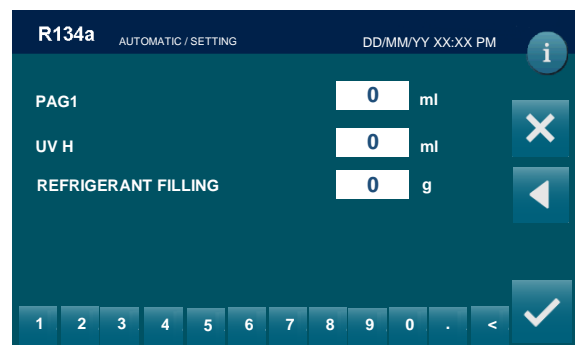 R134a AUTOMATIC / SETTING DD/MM/YY XX:XX PM i
PAG1 0 ml
UV H 0 ml
REFRIGERANT FILLING 0 g
1 2 3 4 5 6 7 8 9 0 . <